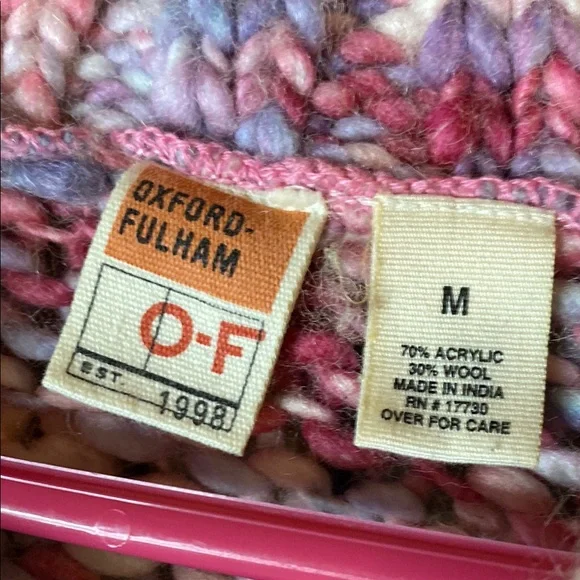 OXFORD-
FULHAM
O-F
EST. 1998
M
70% ACRYLIC
30% WOOL
MADE IN INDIA
RN # 17730
OVER FOR CARE